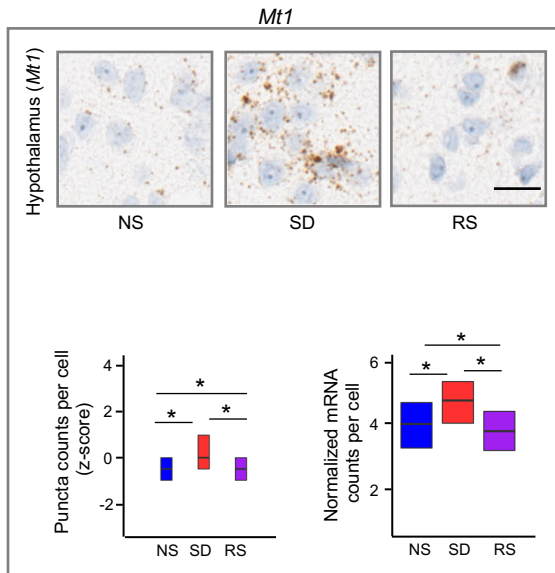 Mt1
Hypothalamus (Mt1)
NS SD RS
Puncta counts per cell
(z-score)
4
2
0
-2
* * *
NS SD RS
Normalized mRNA
counts per cell
6
4
2
* * *
NS SD RS